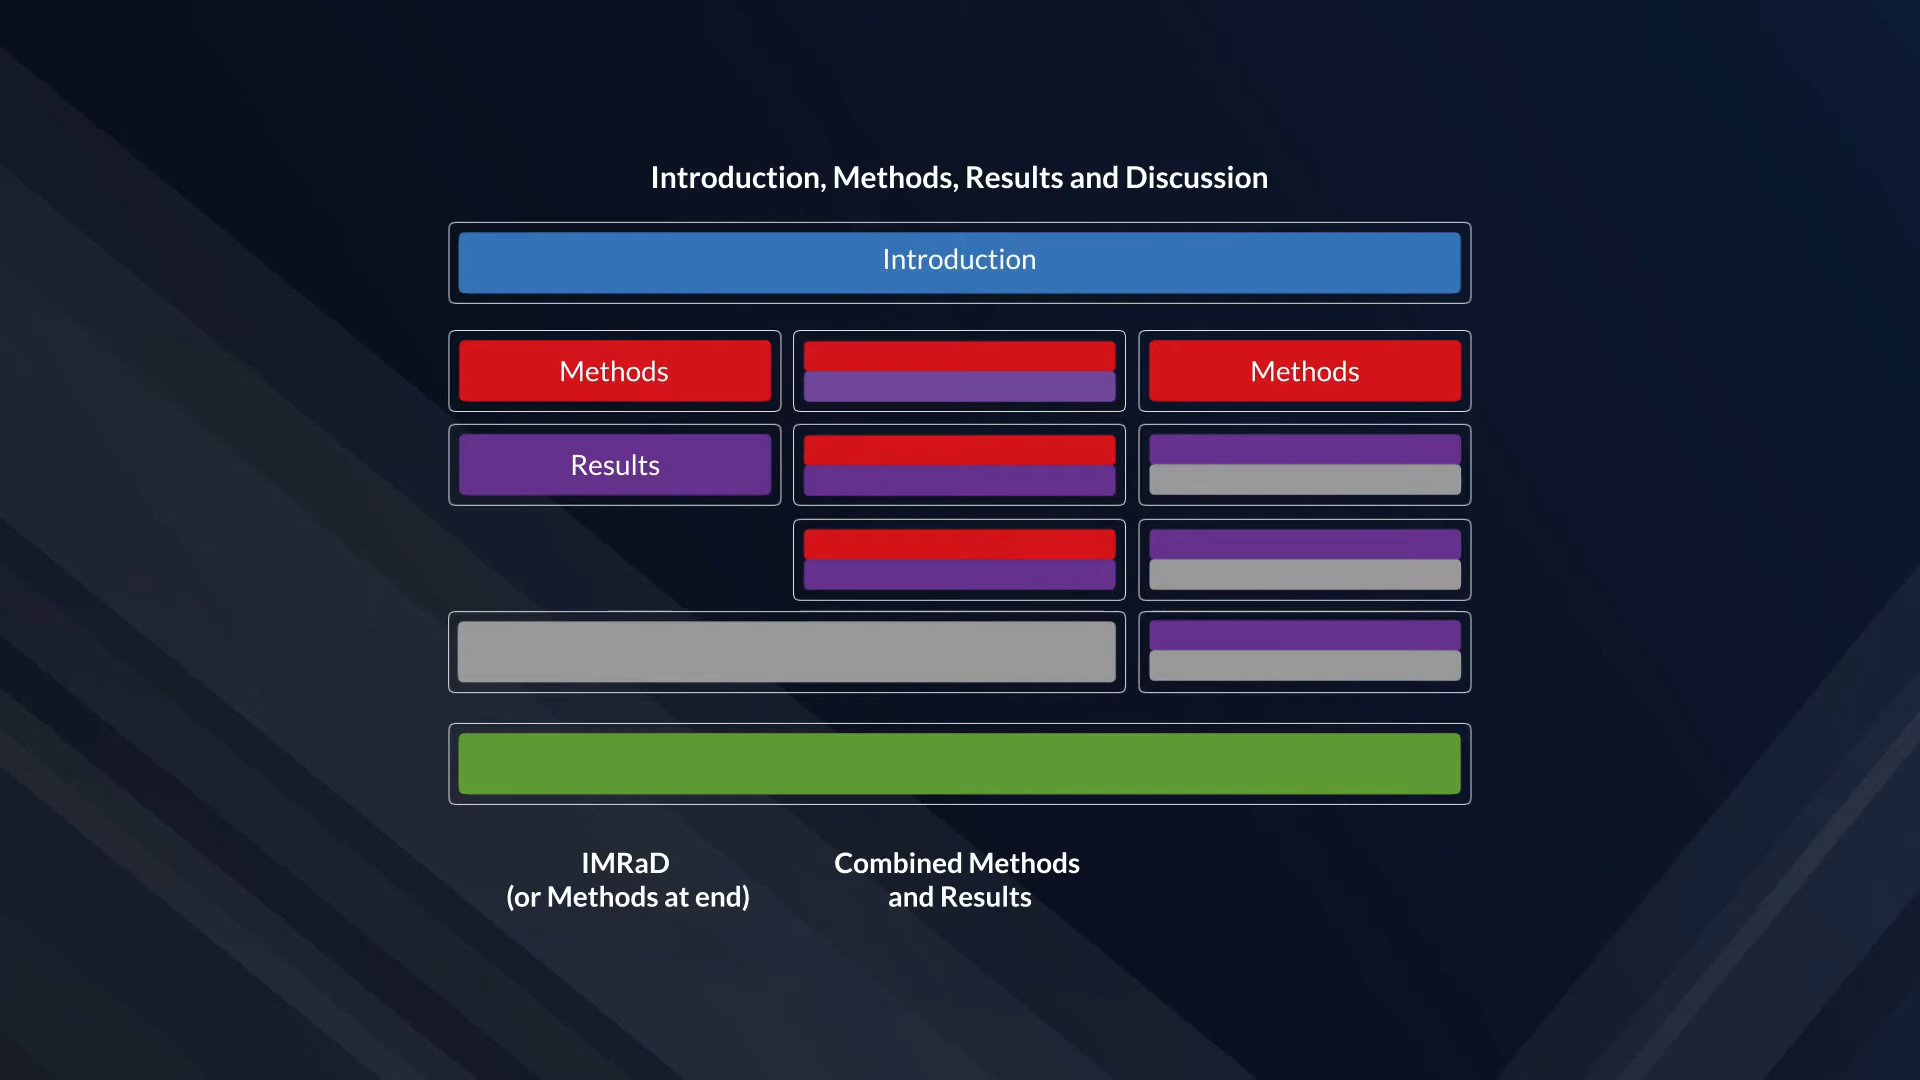 Introduction, Methods, Results and Discussion
Introduction
Methods
Methods
Results
IMRaD
(or Methods at end)
Combined Methods
and Results